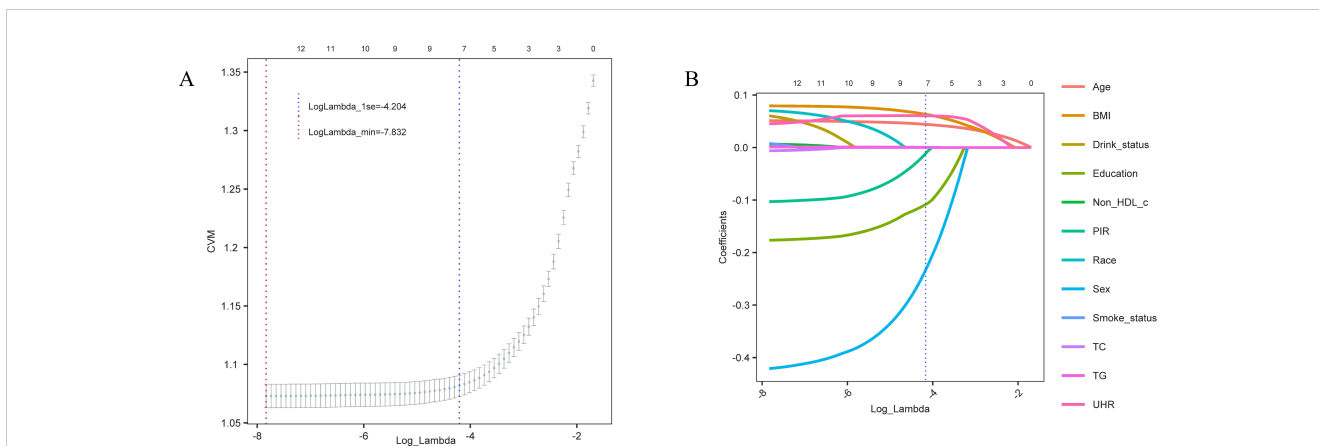 A
12 11 10 9 9 7 5 3 3 0
1.35
1.3
1.25
1.2
1.15
1.1
1.05
CVM
LogLambda_1se=-4.204
LogLambda_min=-7.832
-8 -6 -4 -2
Log_Lambda
B
12 11 10 9 9 7 5 3 3 0
0.1
0.0
-0.1
-0.2
-0.3
-0.4
Coefficients
-8 -6 -4 -2
Log_Lambda
Age
BMI
Drink_status
Education
Non_HDL_c
PIR
Race
Sex
Smoke_status
TC
TG
UHR